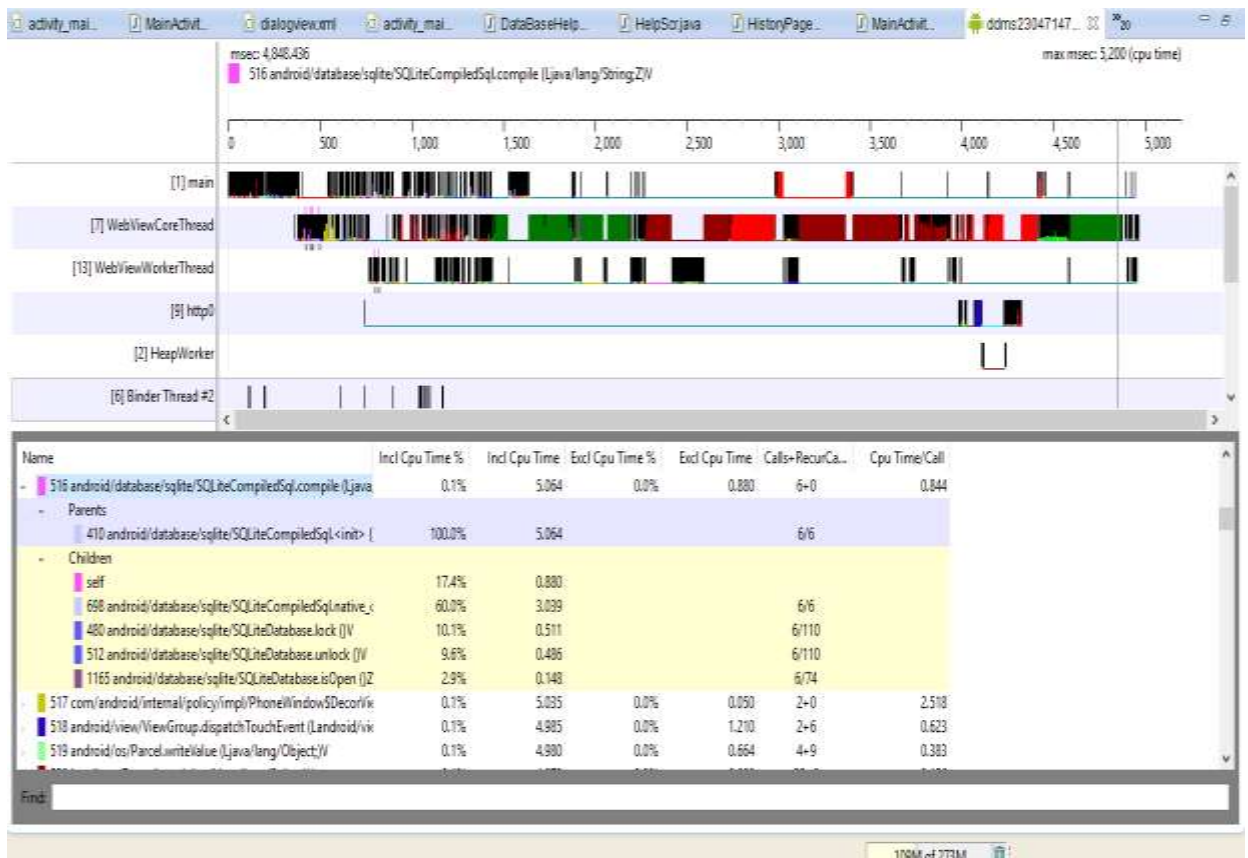 activity_mai... MainActivit... dialogview.xml activity_mai... DataBaseHelp... HelpScr.java HistoryPage... MainActivit... ddms23047147... »20
msec: 4,848.436 max msec: 5,200 (cpu time)
516 android/database/sqlite/SQLiteCompiledSql.compile (Ljava/lang/String;Z)V
0 500 1,000 1,500 2,000 2,500 3,000 3,500 4,000 4,500 5,000
[1] main
[7] WebViewCoreThread
[13] WebViewWorkerThread
[9] http0
[2] HeapWorker
[6] Binder Thread #2
Name Incl Cpu Time % Incl Cpu Time Excl Cpu Time % Excl Cpu Time Calls+RecurCa... Cpu Time/Call
516 android/database/sqlite/SQLiteCompiledSql.compile (Ljava 0.1% 5.064 0.0% 0.880 6+0 0.844
Parents
410 android/database/sqlite/SQLiteCompiledSql.<init> ( 100.0% 5.064 6/6
Children
self 17.4% 0.880
698 android/database/sqlite/SQLiteCompiledSql.native_c 60.0% 3.039 6/6
480 android/database/sqlite/SQLiteDatabase.lock ()V 10.1% 0.511 6/110
512 android/database/sqlite/SQLiteDatabase.unlock ()V 9.6% 0.486 6/110
1165 android/database/sqlite/SQLiteDatabase.isOpen ()Z 2.9% 0.148 6/74
517 com/android/internal/policy/impl/PhoneWindow$DecorVie 0.1% 5.035 0.0% 0.050 2+0 2.518
518 android/view/ViewGroup.dispatchTouchEvent (Landroid/vie 0.1% 4.985 0.0% 1.210 2+6 0.623
519 android/os/Parcel.writeValue (Ljava/lang/Object;)V 0.1% 4.980 0.0% 0.664 4+9 0.383
Find:
109M of 273M